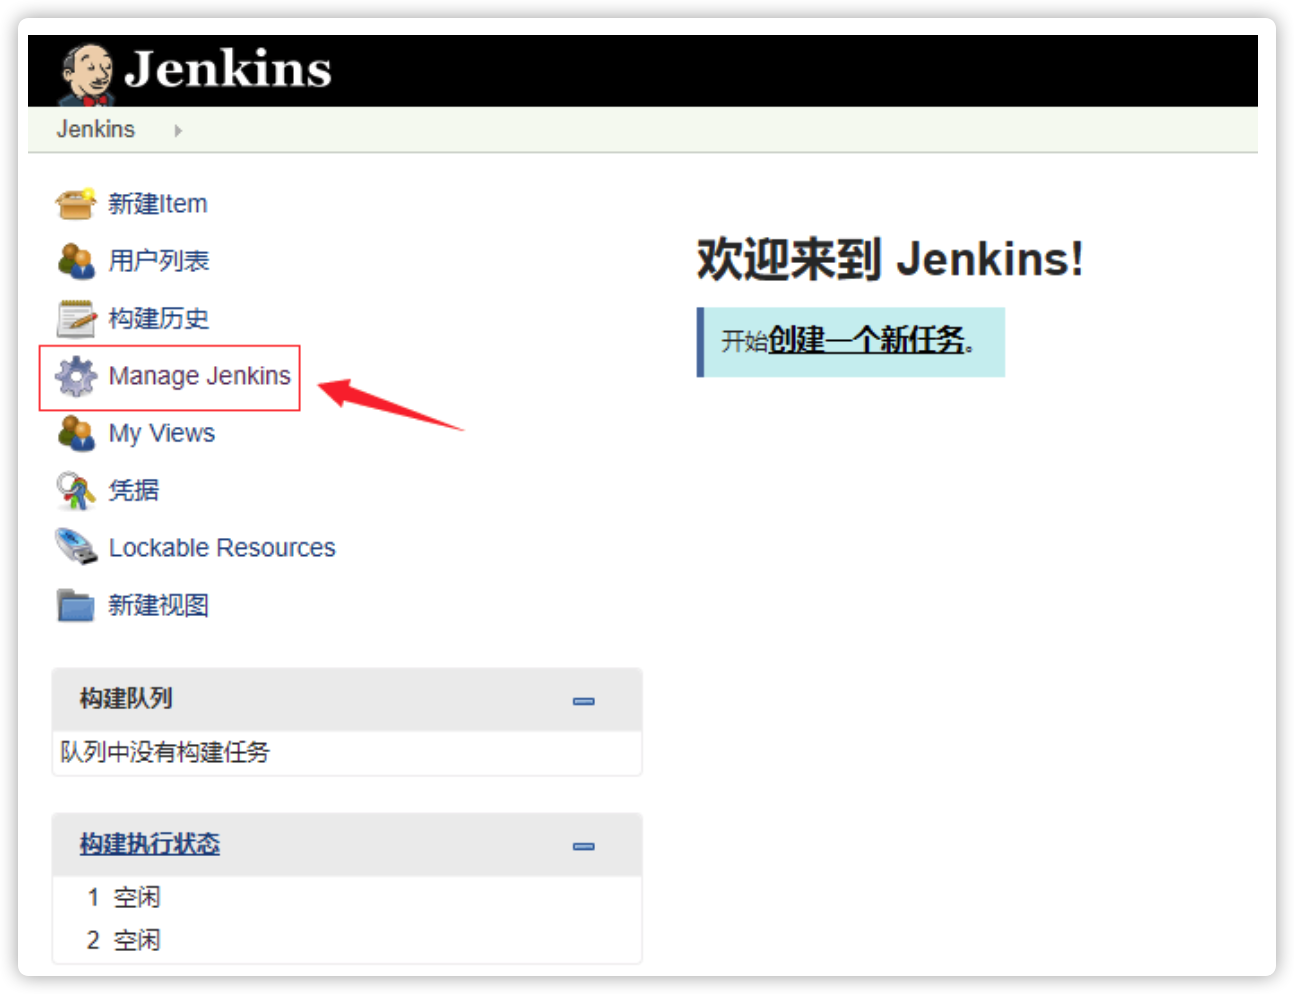 Jenkins
Jenkins
新建Item
用户列表
构建历史
Manage Jenkins
My Views
凭据
Lockable Resources
新建视图
欢迎来到 Jenkins!
开始创建一个新任务。
构建队列
队列中没有构建任务
构建执行状态
1 空闲
2 空闲